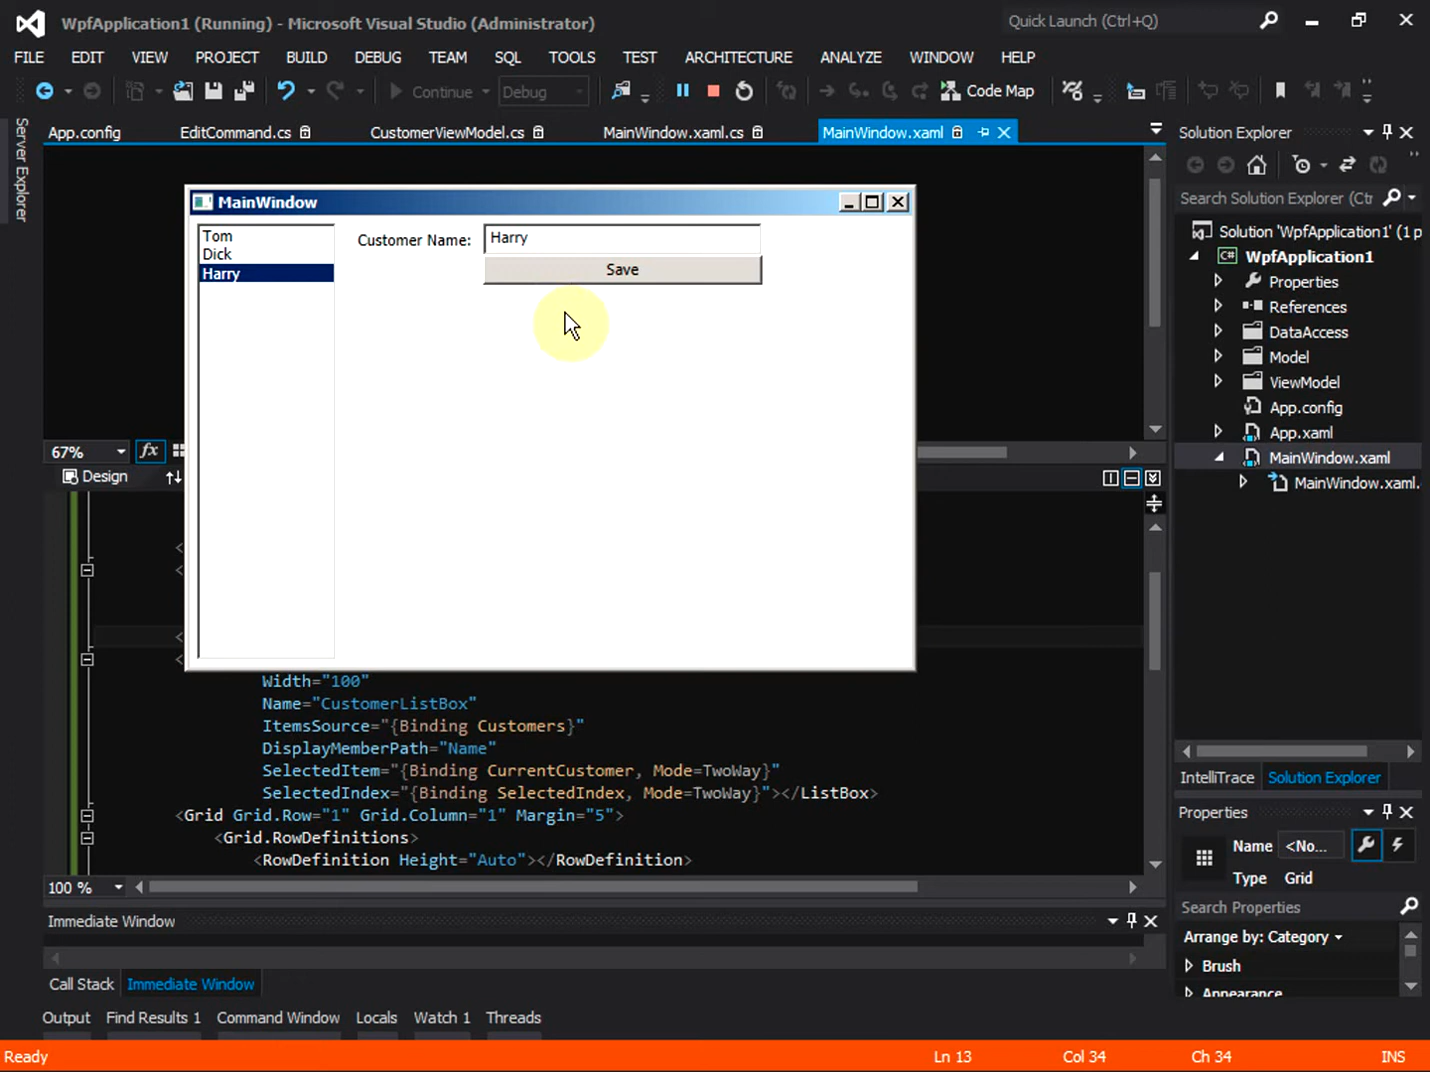 WpfApplication1 (Running) - Microsoft Visual Studio (Administrator)
Quick Launch (Ctrl+Q)
FILE EDIT VIEW PROJECT BUILD DEBUG TEAM SQL TOOLS TEST ARCHITECTURE ANALYZE WINDOW HELP
Continue Debug Code Map
Server Explorer
App.config EditCommand.cs CustomerViewModel.cs MainWindow.xaml.cs MainWindow.xaml
MainWindow
Tom
Dick
Harry
Customer Name: Harry
Save
67% fx
Design
<
<
<
<
Width="100"
Name="CustomerListBox"
ItemsSource="{Binding Customers}"
DisplayMemberPath="Name"
SelectedItem="{Binding CurrentCustomer, Mode=TwoWay}"
SelectedIndex="{Binding SelectedIndex, Mode=TwoWay}"></ListBox>
<Grid Grid.Row="1" Grid.Column="1" Margin="5">
<Grid.RowDefinitions>
<RowDefinition Height="Auto"></RowDefinition>
100 %
Immediate Window
Call Stack Immediate Window
Output Find Results 1 Command Window Locals Watch 1 Threads
Solution Explorer
Search Solution Explorer (Ctr
Solution 'WpfApplication1' (1 p
C# WpfApplication1
Properties
References
DataAccess
Model
ViewModel
App.config
App.xaml
MainWindow.xaml
MainWindow.xaml.
IntelliTrace Solution Explorer
Properties
Name <No...
Type Grid
Search Properties
Arrange by: Category
Brush
Appearance
Ready Ln 13 Col 34 Ch 34 INS